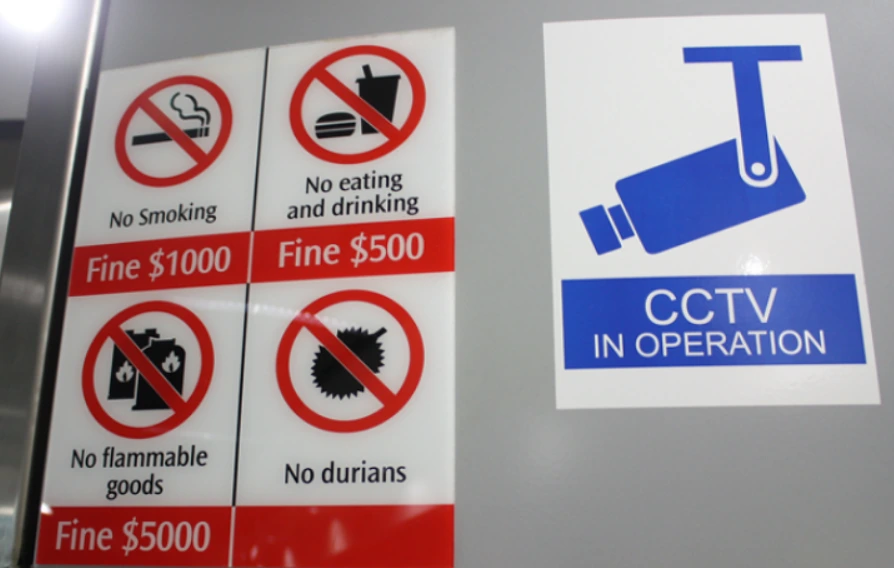 No Smoking
Fine $1000
No eating
and drinking
Fine $500
No flammable
goods
Fine $5000
No durians
CCTV
IN OPERATION